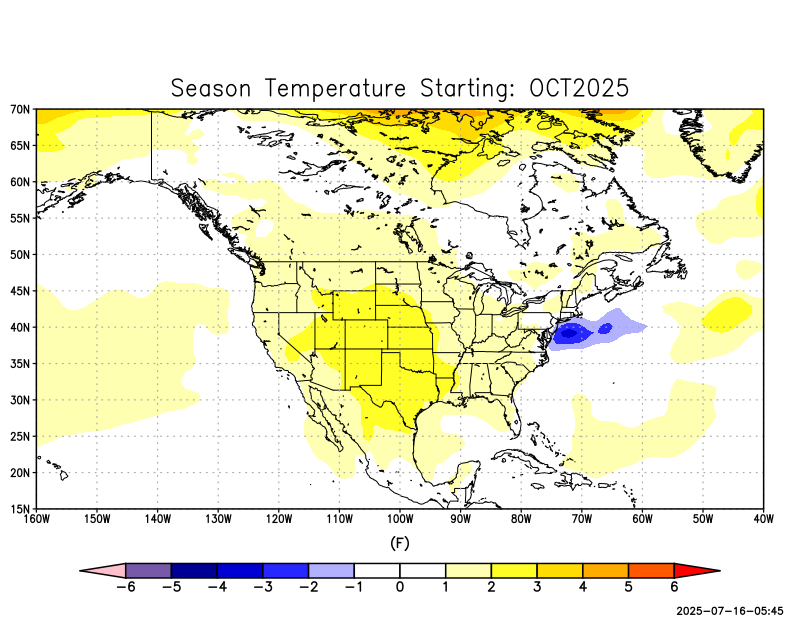 Season Temperature Starting: OCT2025
70N
65N
60N
55N
50N
45N
40N
35N
30N
25N
20N
15N
160W 150W 140W 130W 120W 110W 100W 90W 80W 70W 60W 50W 40W
(F)
−6 −5 −4 −3 −2 −1 0 1 2 3 4 5 6
2025-07-16-05:45